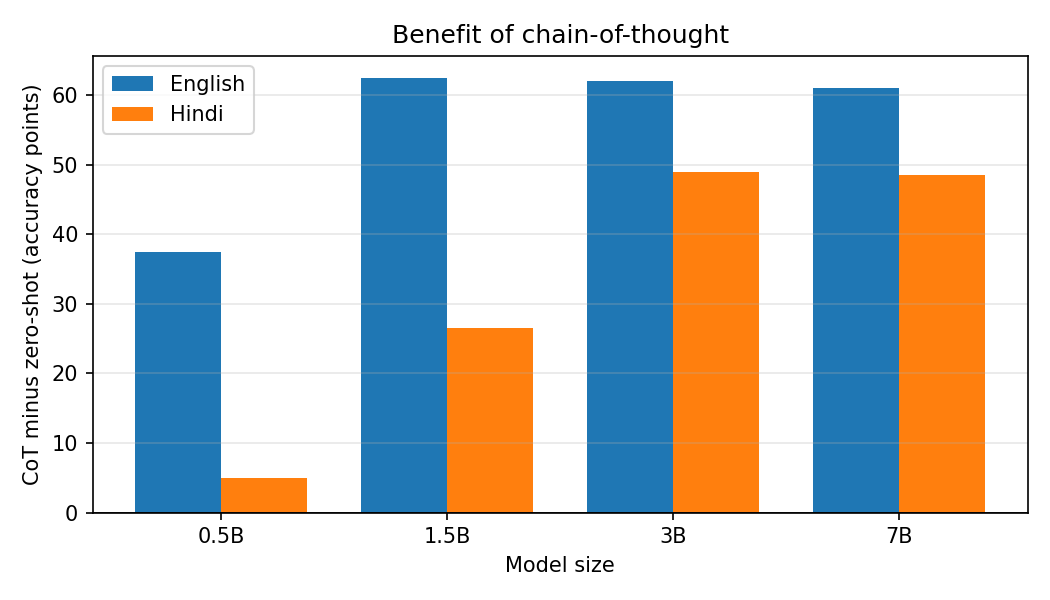 Benefit of chain-of-thought
English
Hindi
CoT minus zero-shot (accuracy points)
60
50
40
30
20
10
0
0.5B 1.5B 3B 7B
Model size